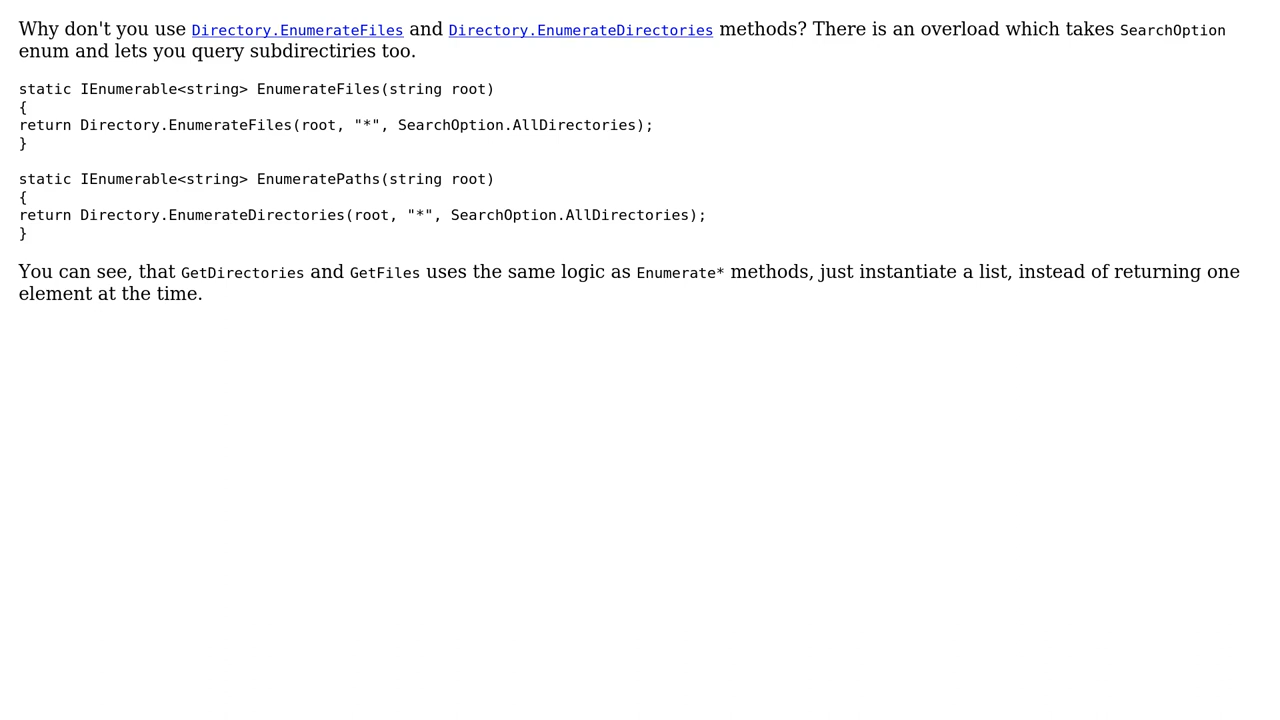 Why don't you use Directory.EnumerateFiles and Directory.EnumerateDirectories methods? There is an overload which takes SearchOption
enum and lets you query subdirectiries too.
static IEnumerable<string> EnumerateFiles(string root)
{
return Directory.EnumerateFiles(root, "*", SearchOption.AllDirectories);
}
static IEnumerable<string> EnumeratePaths(string root)
{
return Directory.EnumerateDirectories(root, "*", SearchOption.AllDirectories);
}
You can see, that GetDirectories and GetFiles uses the same logic as Enumerate* methods, just instantiate a list, instead of returning one
element at the time.